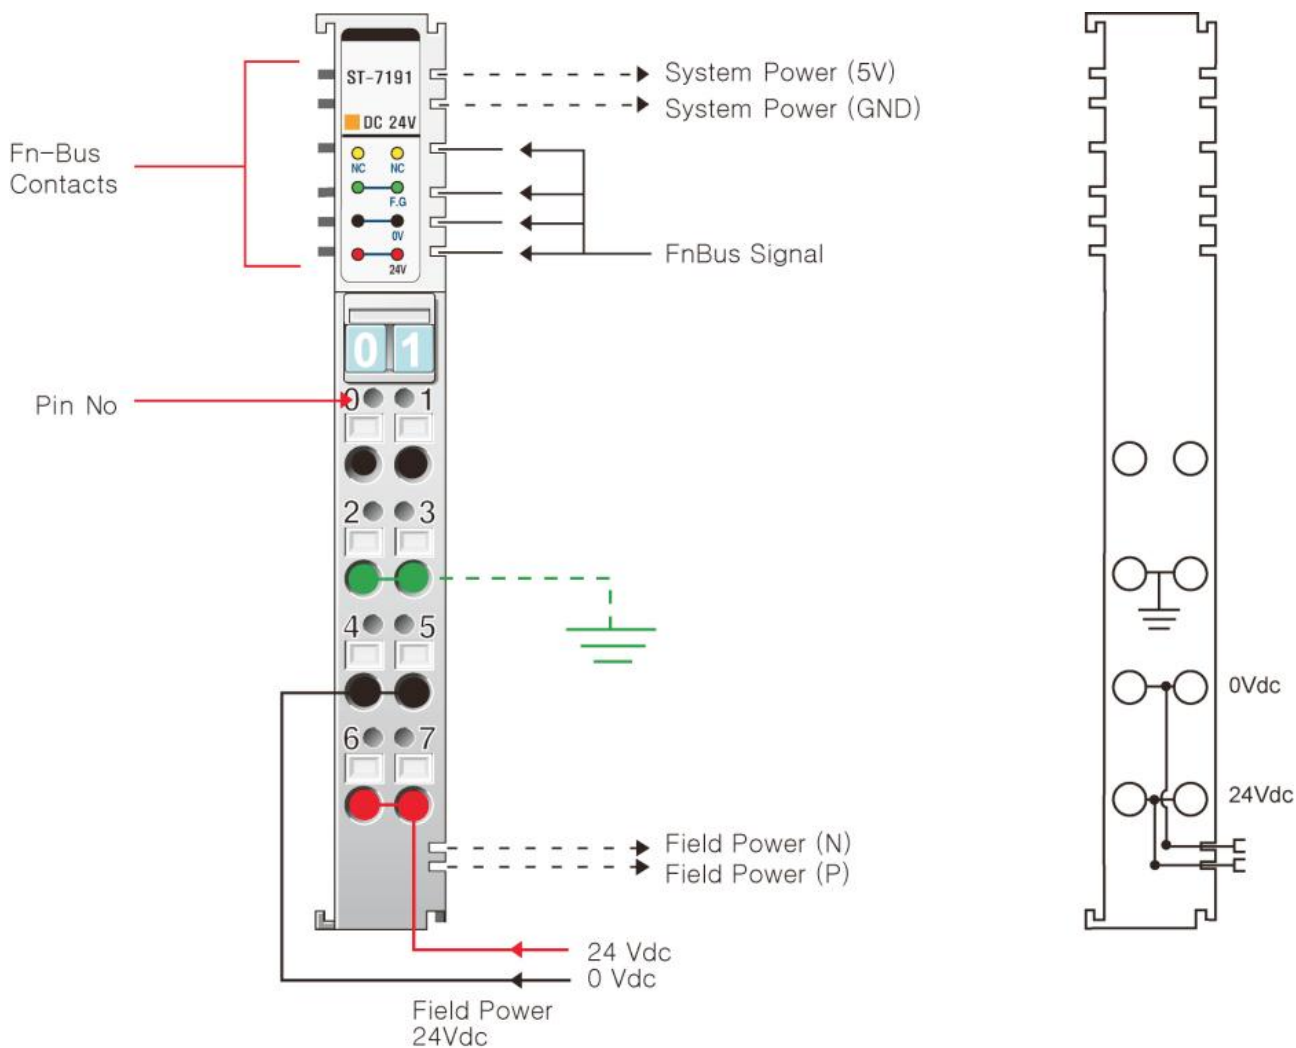 ST-7191
DC 24V
NC NC
F.G
0V
24V
0 1
0 1
2 3
4 5
6 7
Fn-Bus
Contacts
Pin No
System Power (5V)
System Power (GND)
FnBus Signal
Field Power (N)
Field Power (P)
24 Vdc
0 Vdc
Field Power
24Vdc
0Vdc
24Vdc